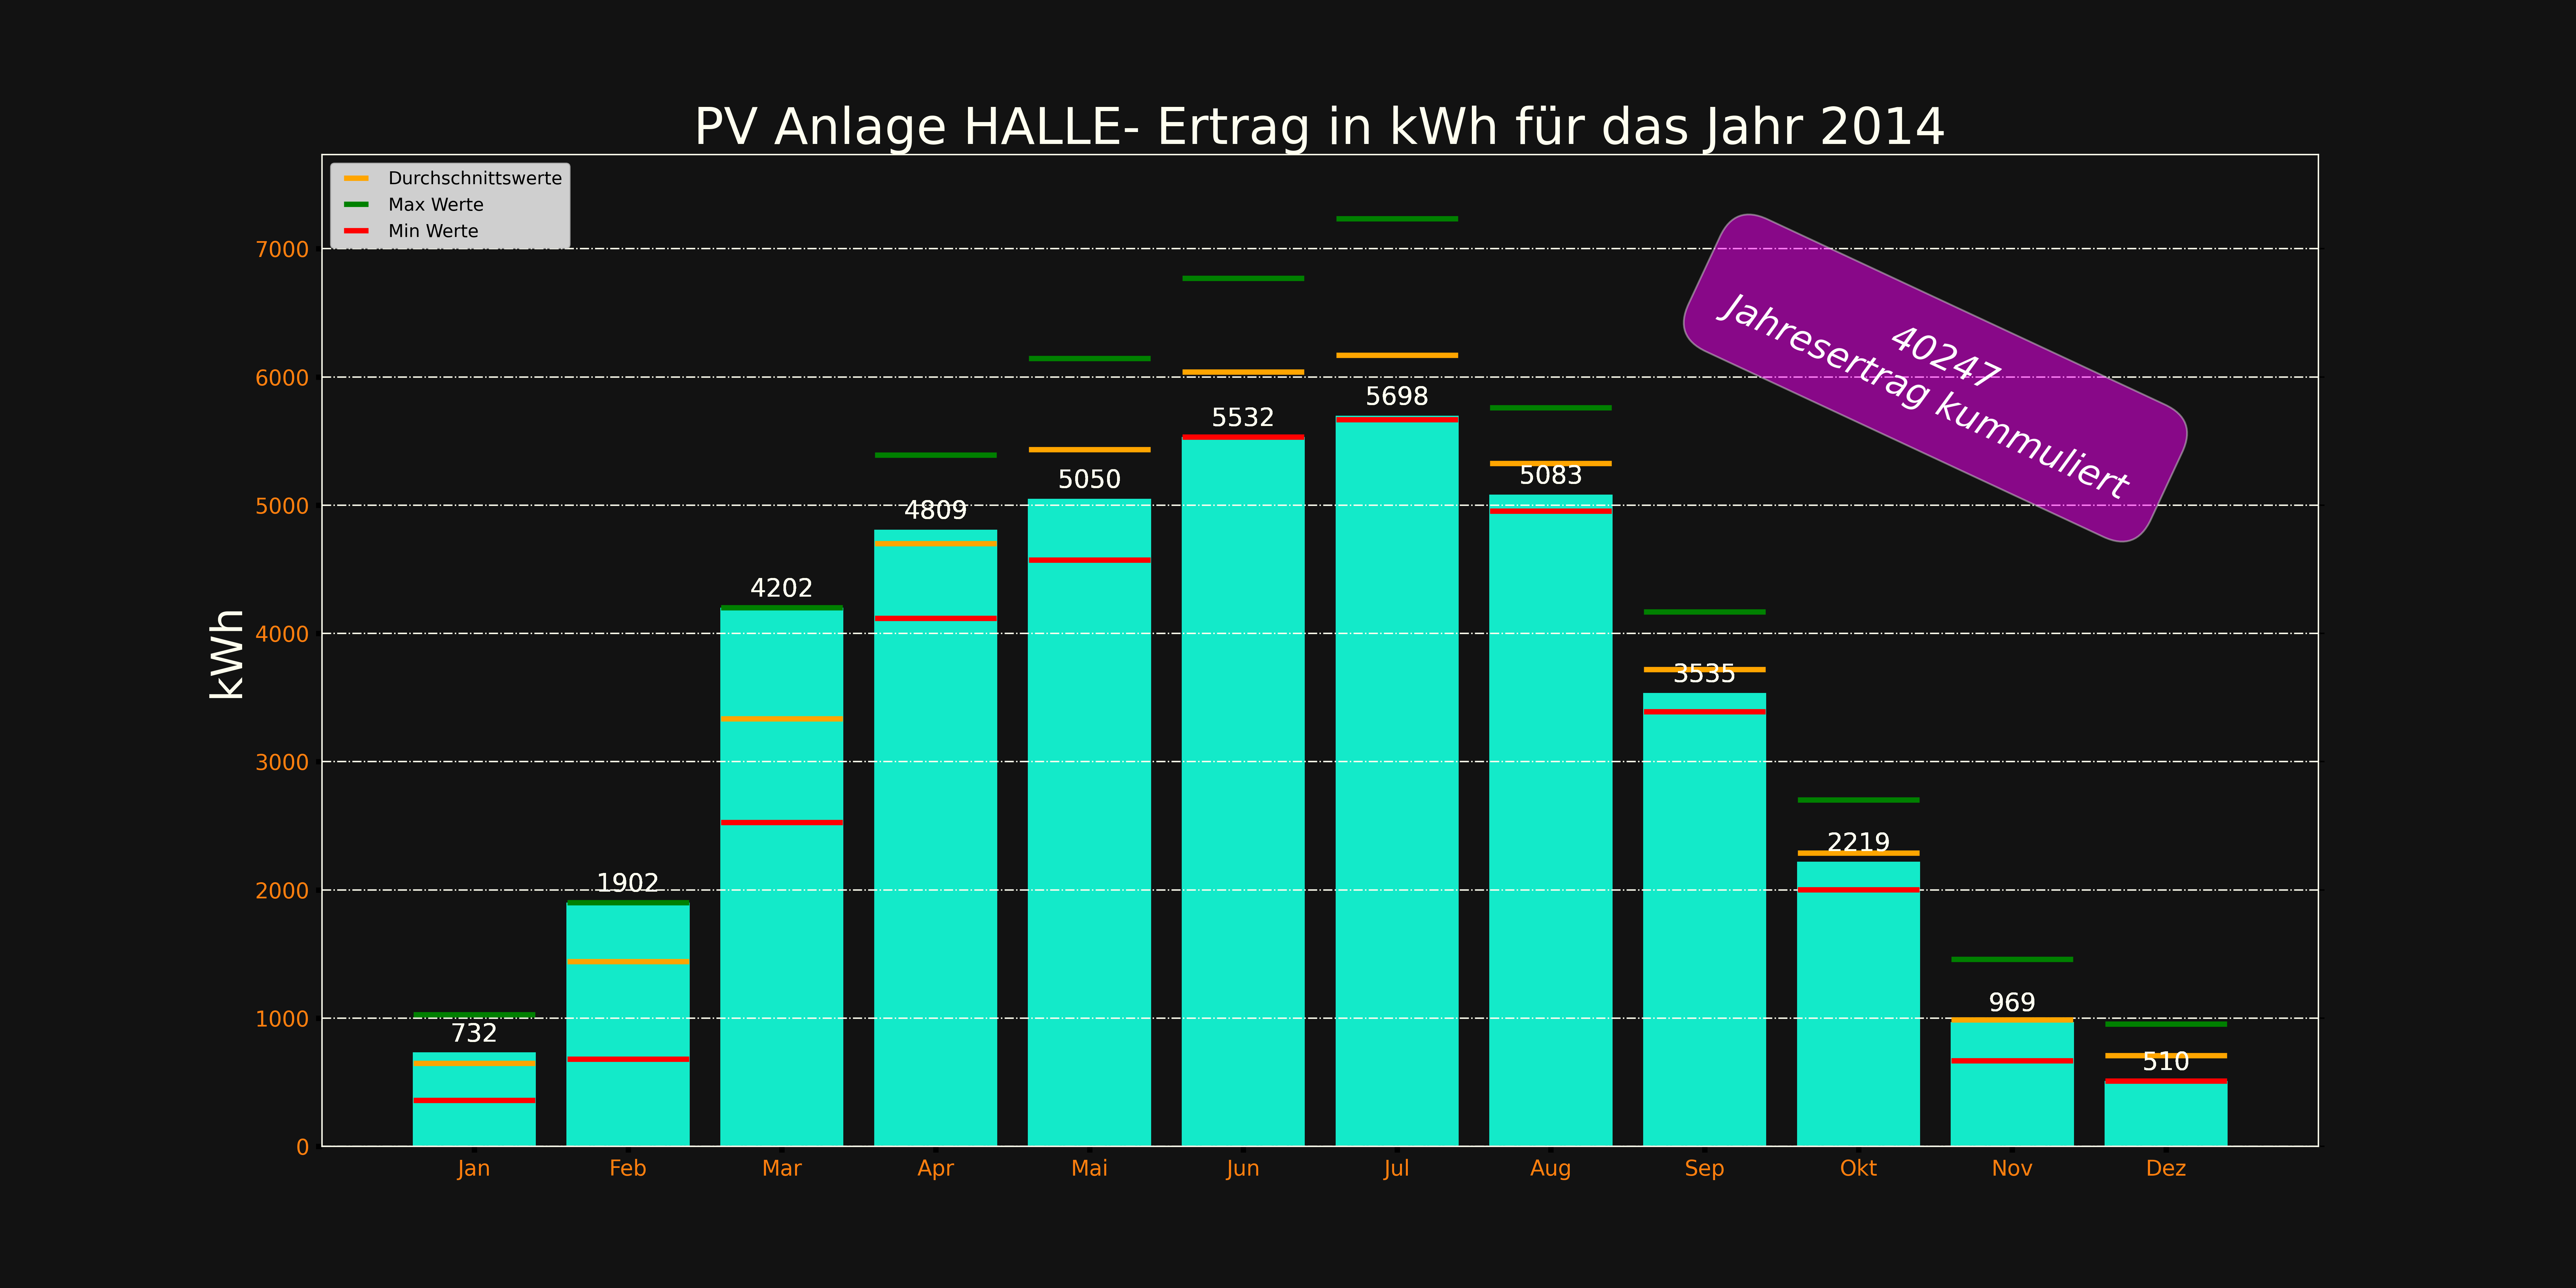 PV Anlage HALLE- Ertrag in kWh für das Jahr 2014
Durchschnittswerte
Max Werte
Min Werte
40247
Jahresertrag kummuliert
kWh
7000
6000
5000
4000
3000
2000
1000
0
732
1902
4202
4809
5050
5532
5698
5083
3535
2219
969
510
Jan
Feb
Mar
Apr
Mai
Jun
Jul
Aug
Sep
Okt
Nov
Dez